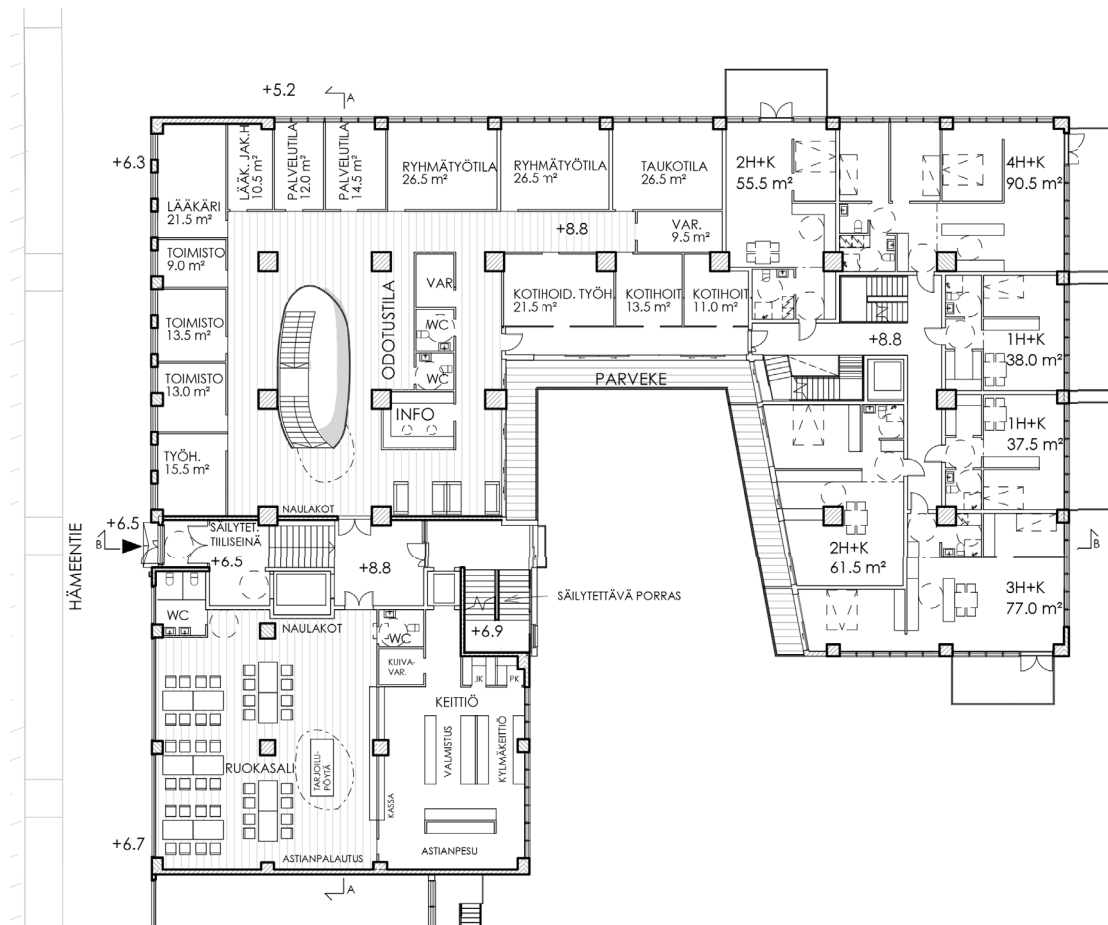 +5.2
A
+6.3
LÄÄKÄRI
21.5 m²
LÄÄK. JAK.H
10.5 m²
PALVELUTILA
12.0 m²
PALVELUTILA
14.5 m²
RYHMÄTYÖTILA
26.5 m²
RYHMÄTYÖTILA
26.5 m²
TAUKOTILA
26.5 m²
2H+K
55.5 m²
4H+K
90.5 m²
+8.8
VAR.
9.5 m²
TOIMISTO
9.0 m²
TOIMISTO
13.5 m²
TOIMISTO
13.0 m²
TYÖH.
15.5 m²
ODOTUSTILA
VAR.
WC
WC
INFO
KOTIHOID. TYÖH.
21.5 m²
KOTIHOIT.
13.5 m²
KOTIHOIT.
11.0 m²
+8.8
1H+K
38.0 m²
PARVEKE
1H+K
37.5 m²
NAULAKOT
+6.5
B
SÄILYTET.
TIILISEINÄ
+6.5
+8.8
2H+K
61.5 m²
B
3H+K
77.0 m²
HÄMEENTIE
SÄILYTETTÄVÄ PORRAS
+6.9
WC
NAULAKOT
WC
KUIVA-
VAR.
JK
PK
KEITTIÖ
VALMISTUS
KYLMÄKEITTIÖ
RUOKASALI
TARJOILU-
PÖYTÄ
KASSA
+6.7
ASTIANPALAUTUS
ASTIANPESU
A